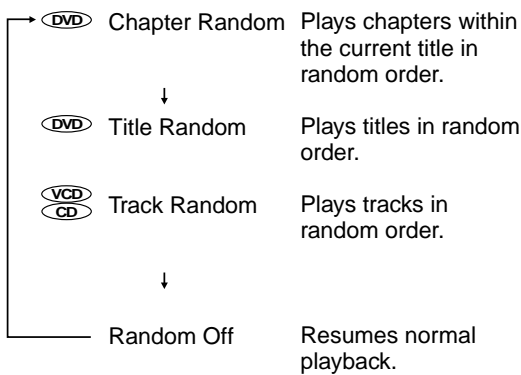 DVD Chapter Random Plays chapters within
the current title in
random order.
DVD Title Random Plays titles in random
order.
VCD
CD Track Random Plays tracks in
random order.
Random Off Resumes normal
playback.